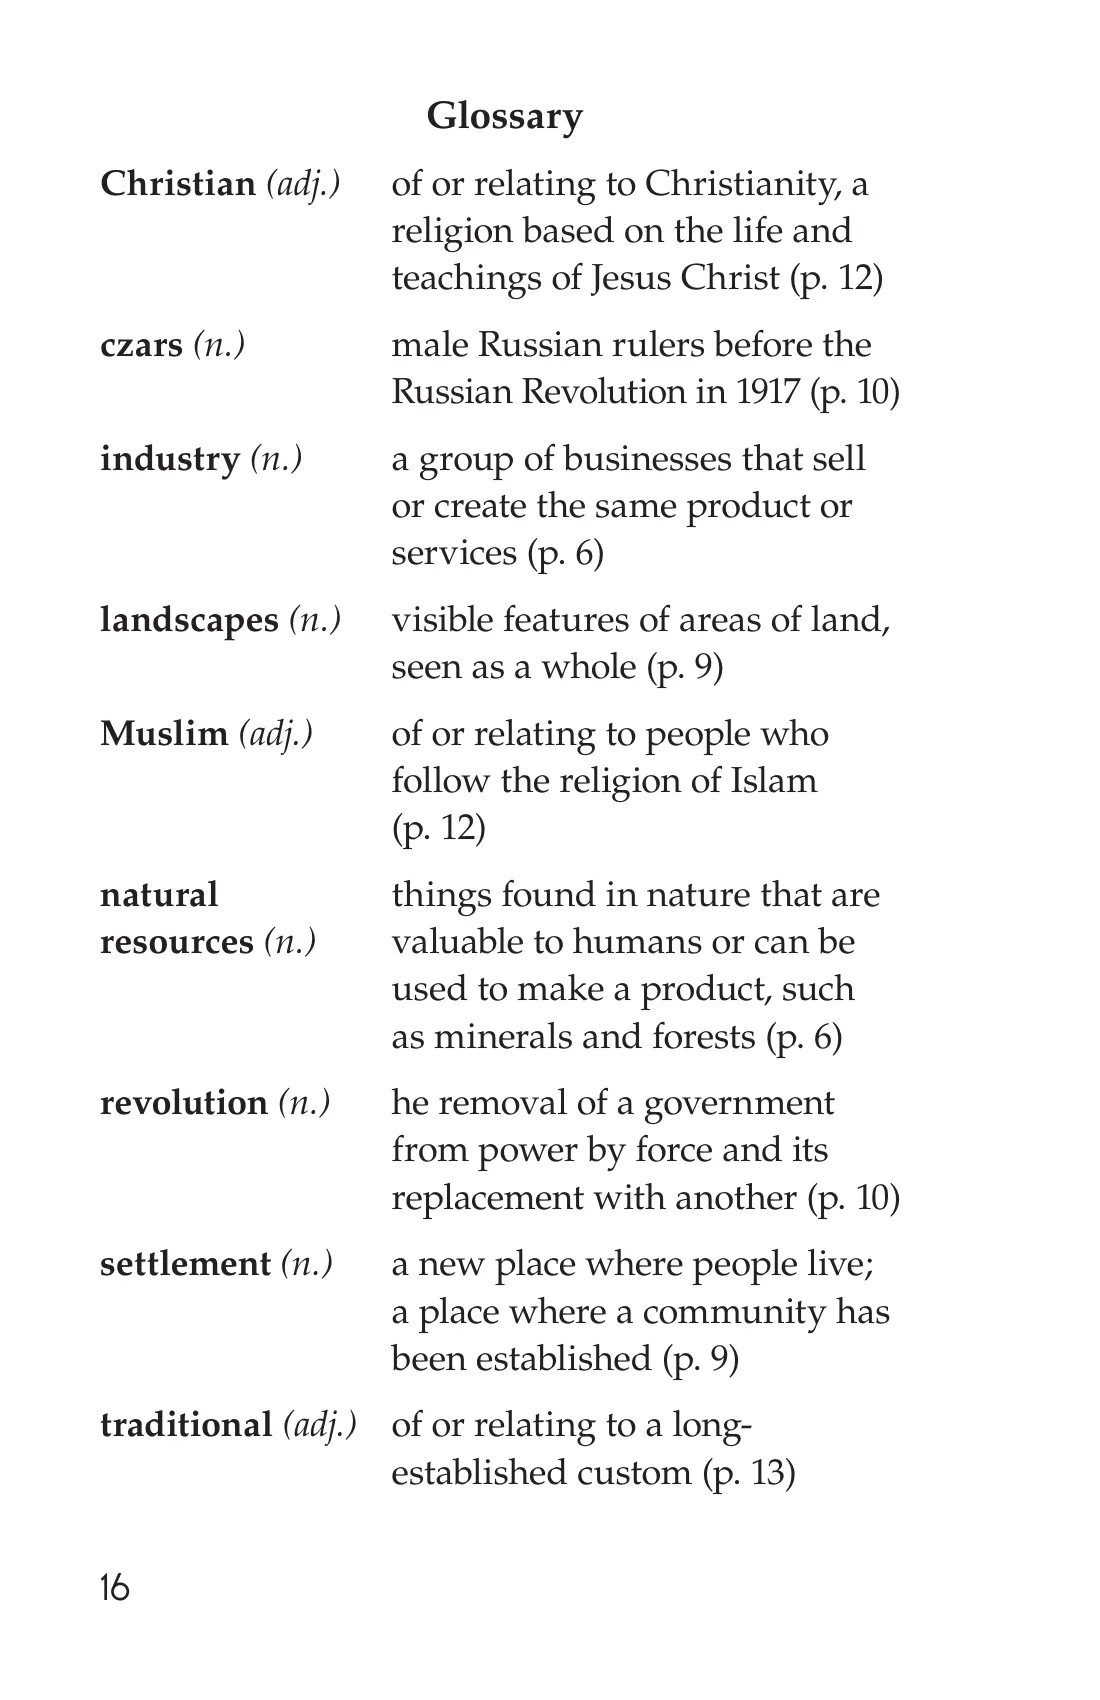 Glossary
Christian (adj.) of or relating to Christianity, a
religion based on the life and
teachings of Jesus Christ (p. 12)
czars (n.) male Russian rulers before the
Russian Revolution in 1917 (p. 10)
industry (n.) a group of businesses that sell
or create the same product or
services (p. 6)
landscapes (n.) visible features of areas of land,
seen as a whole (p. 9)
Muslim (adj.) of or relating to people who
follow the religion of Islam
(p. 12)
natural things found in nature that are
resources (n.) valuable to humans or can be
used to make a product, such
as minerals and forests (p. 6)
revolution (n.) he removal of a government
from power by force and its
replacement with another (p. 10)
settlement (n.) a new place where people live;
a place where a community has
been established (p. 9)
traditional (adj.) of or relating to a long-
established custom (p. 13)
16